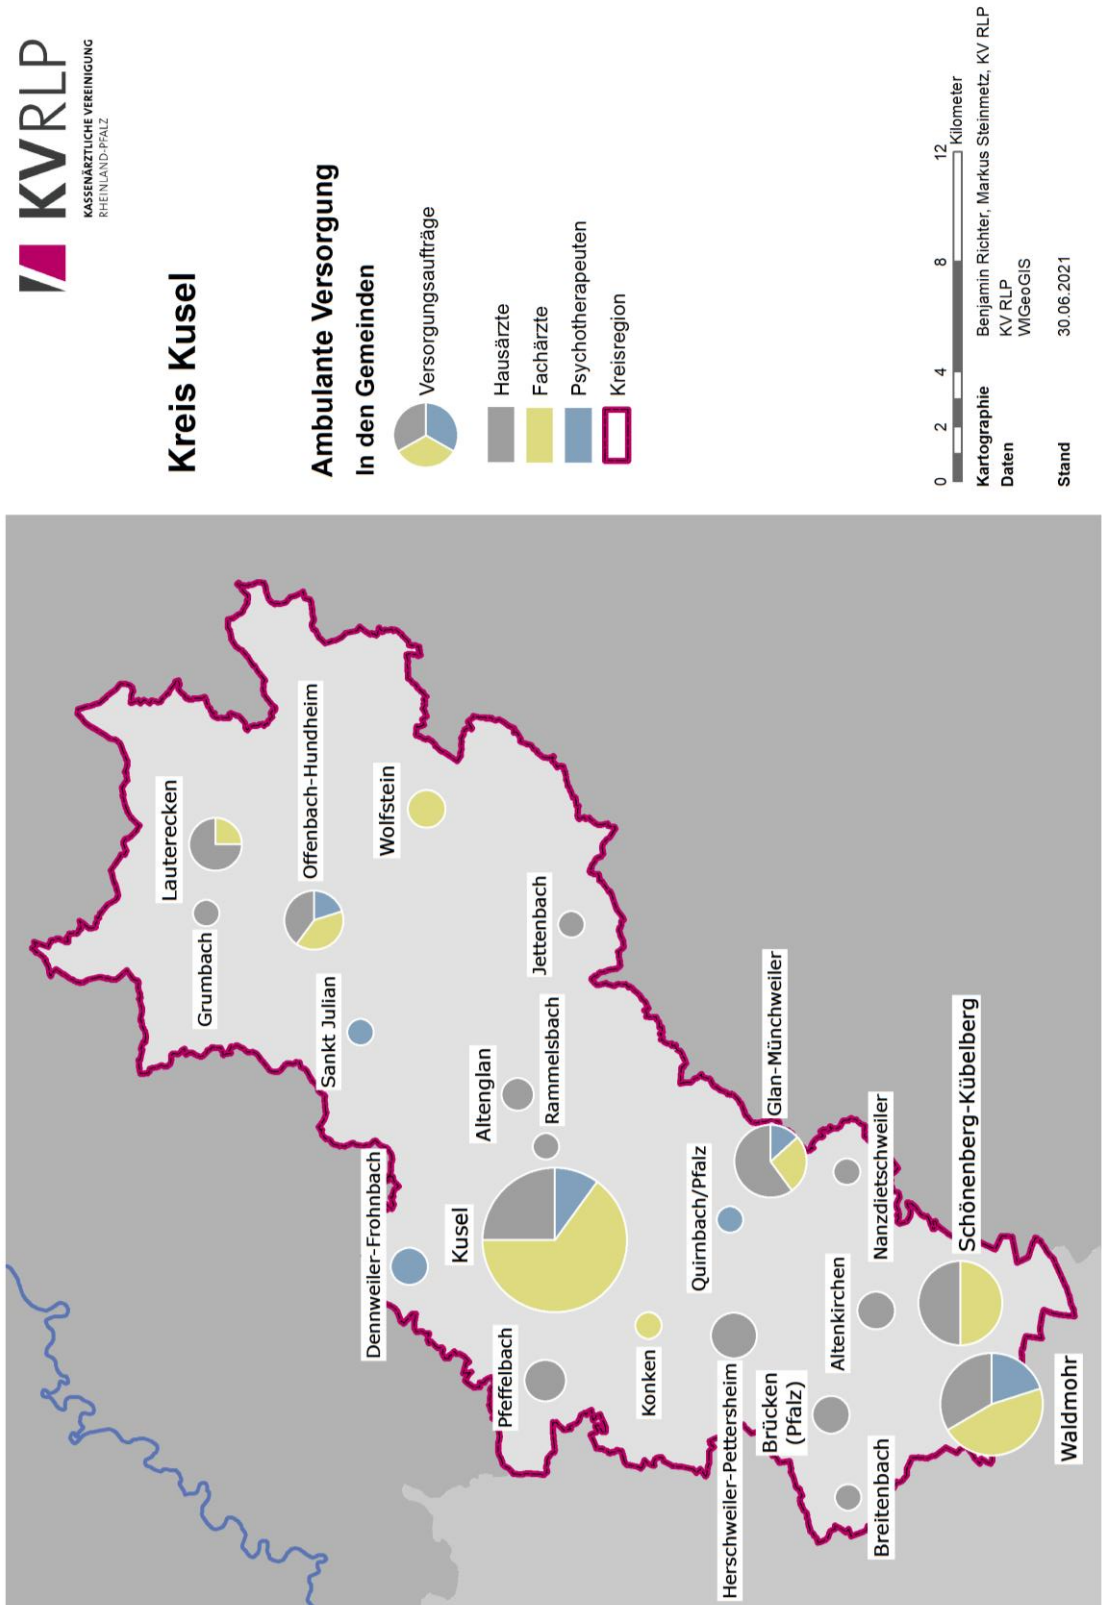 KVRLP
KASSENÄRZTLICHE VEREINIGUNG
RHEINLAND-PFALZ
Kreis Kusel
Ambulante Versorgung
In den Gemeinden
Versorgungsaufträge
Hausärzte
Fachärzte
Psychotherapeuten
Kreisregion
0 2 4 8 12
Kilometer
Kartographie Benjamin Richter, Markus Steinmetz, KV RLP
Daten KV RLP
WIGeoGIS
Stand 30.06.2021
Lauterecken
Grumbach
Offenbach-Hundheim
Sankt Julian
Wolfstein
Dennweiler-Frohnbach
Kusel
Altenglan
Rammelsbach
Jettenbach
Pfeffelbach
Konken
Quirnbach/Pfalz
Glan-Münchweiler
Herschweiler-Pettersheim
Brücken
(Pfalz)
Altenkirchen
Nanzdietschweiler
Breitenbach
Schönenberg-Kübelberg
Waldmohr